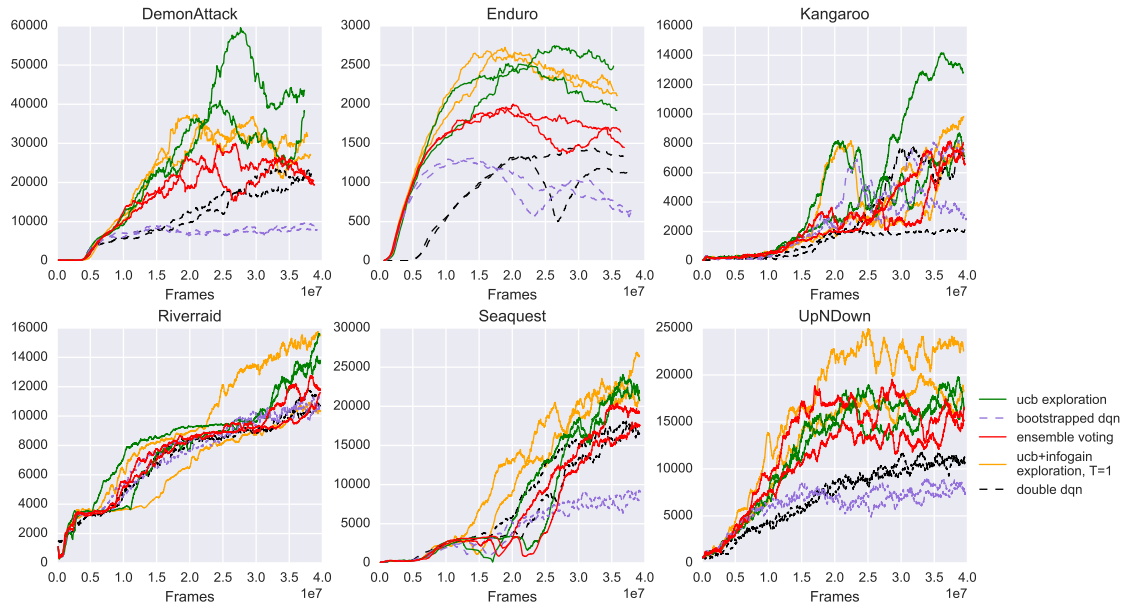 DemonAttack
Enduro
Kangaroo
60000
50000
40000
30000
20000
10000
0
0.0 0.5 1.0 1.5 2.0 2.5 3.0 3.5 4.0
Frames
1e7
3000
2500
2000
1500
1000
500
0
0.0 0.5 1.0 1.5 2.0 2.5 3.0 3.5 4.0
Frames
1e7
16000
14000
12000
10000
8000
6000
4000
2000
0
0.0 0.5 1.0 1.5 2.0 2.5 3.0 3.5 4.0
Frames
1e7
Riverraid
Seaquest
UpNDown
16000
14000
12000
10000
8000
6000
4000
2000
0
0.0 0.5 1.0 1.5 2.0 2.5 3.0 3.5 4.0
Frames
1e7
30000
25000
20000
15000
10000
5000
0
0.0 0.5 1.0 1.5 2.0 2.5 3.0 3.5 4.0
Frames
1e7
25000
20000
15000
10000
5000
0
0.0 0.5 1.0 1.5 2.0 2.5 3.0 3.5 4.0
Frames
1e7
ucb exploration
bootstrapped dqn
ensemble voting
ucb+infogain
exploration, T=1
double dqn